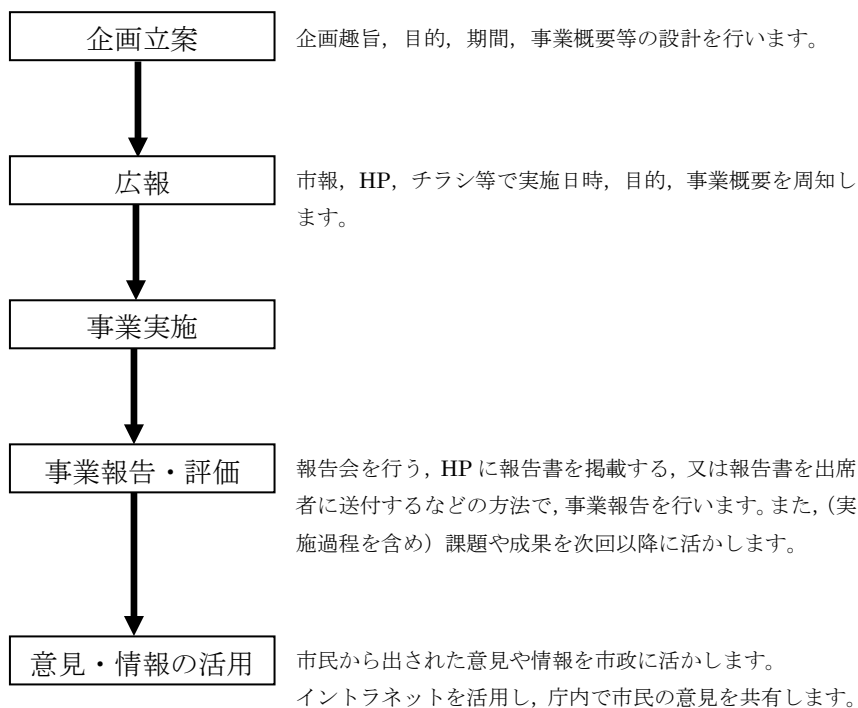 企画立案
企画趣旨，目的，期間，事業概要等の設計を行います。
広報
市報，HP，チラシ等で実施日時，目的，事業概要を周知し
ます。
事業実施
事業報告・評価
報告会を行う，HP に報告書を掲載する，又は報告書を出席
者に送付するなどの方法で，事業報告を行います。また，（実
施過程を含め）課題や成果を次回以降に活かします。
意見・情報の活用
市民から出された意見や情報を市政に活かします。
イントラネットを活用し，庁内で市民の意見を共有します。